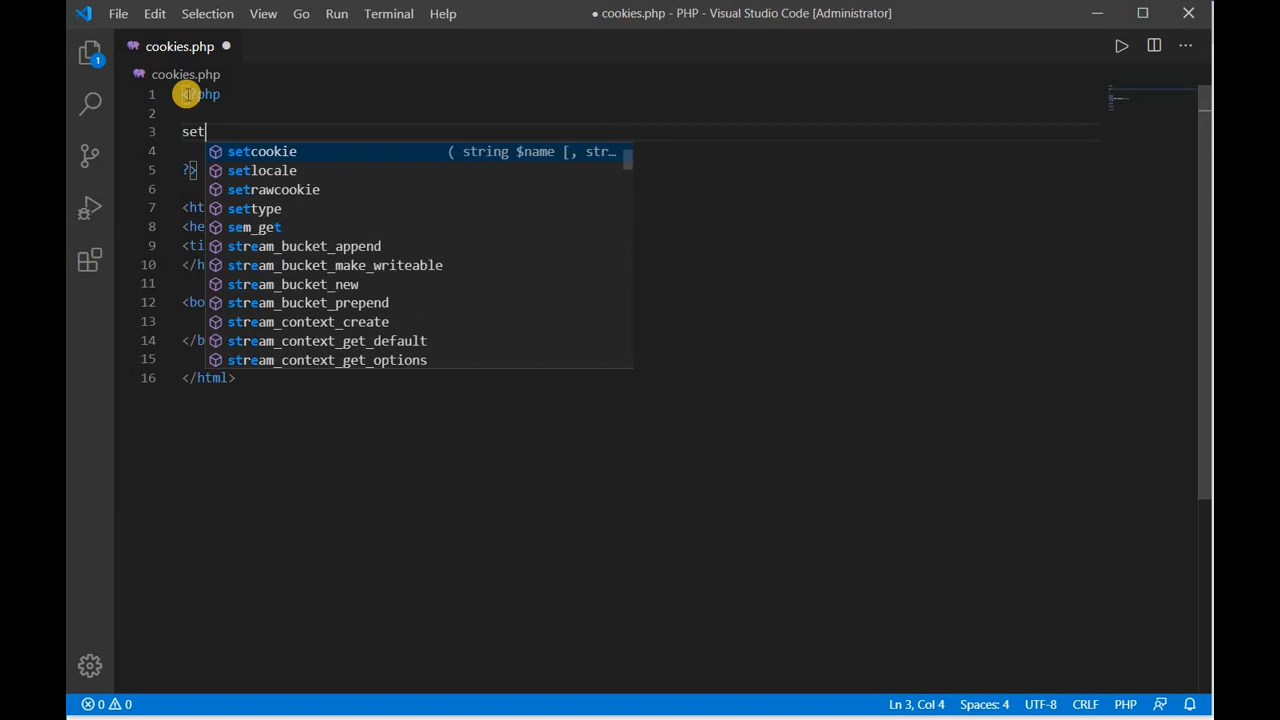 File Edit Selection View Go Run Terminal Help ● cookies.php - PHP - Visual Studio Code [Administrator]
cookies.php
cookies.php
1 <?php
2
3 set
4 setcookie ( string $name [, str…
5 ?> setlocale
6 setrawcookie
7 <ht settype
8 <he sem_get
9 <ti stream_bucket_append
10 </h stream_bucket_make_writeable
11 stream_bucket_new
12 <bo stream_bucket_prepend
13 stream_context_create
14 </b stream_context_get_default
15 stream_context_get_options
16 </html>
1
0 0 Ln 3, Col 4 Spaces: 4 UTF-8 CRLF PHP